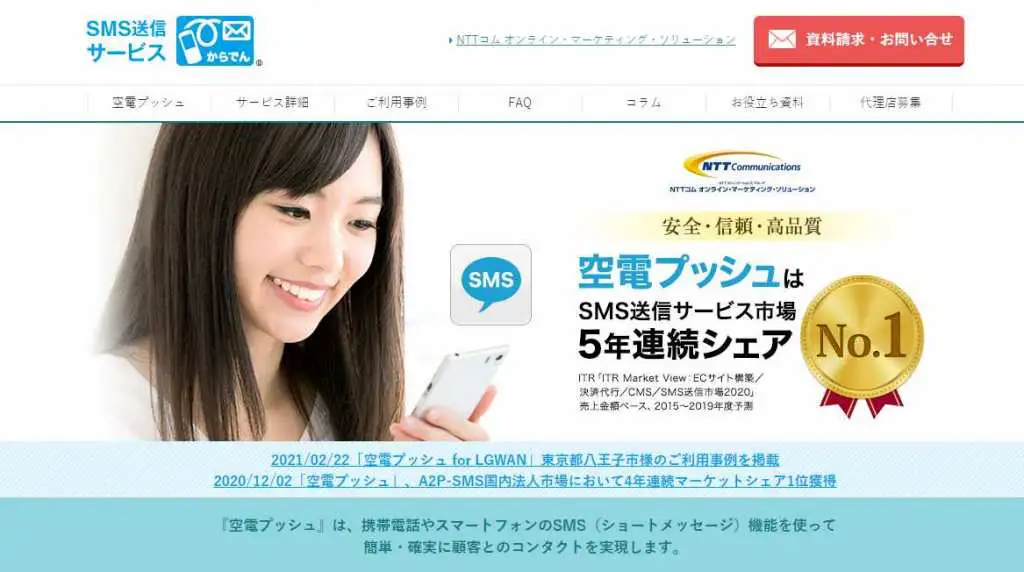 SMS送信
サービス
からでん
®
NTTコム オンライン・マーケティング・ソリューション
資料請求・お問い合せ
空電プッシュ
サービス詳細
ご利用事例
FAQ
コラム
お役立ち資料
代理店募集
NTT Communications
NTTコム オンライン・マーケティング・ソリューション
安全・信頼・高品質
SMS
空電プッシュは
SMS送信サービス市場
5年連続シェア
No.1
ITR「ITR Market View：ECサイト構築／
決済代行／CMS／SMS送信市場2020」
売上金額ベース、2015～2019年度予測
2021/02/22「空電プッシュ for LGWAN」東京都八王子市様のご利用事例を掲載
2020/12/02「空電プッシュ」、A2P-SMS国内法人市場において4年連続マーケットシェア1位獲得
『空電プッシュ』は、携帯電話やスマートフォンのSMS（ショートメッセージ）機能を使って
簡単・確実に顧客とのコンタクトを実現します。